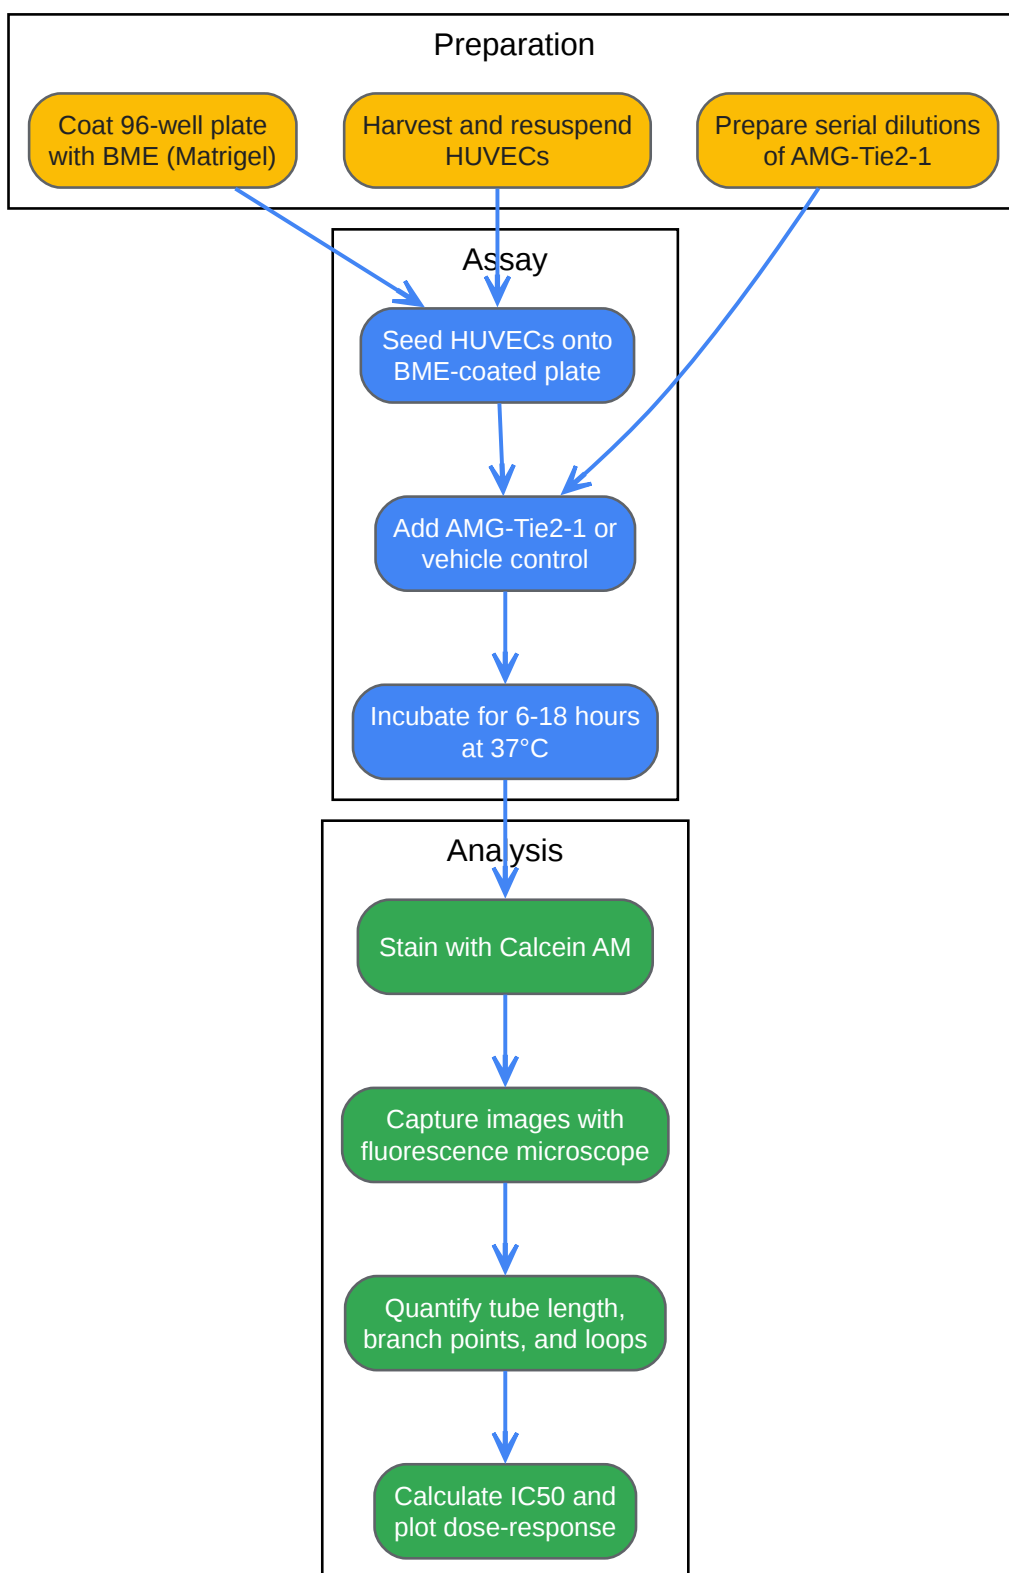 Preparation
Coat 96-well plate
with BME (Matrigel)
Harvest and resuspend
HUVECs
Prepare serial dilutions
of AMG-Tie2-1
Assay
Seed HUVECs onto
BME-coated plate
Add AMG-Tie2-1 or
vehicle control
Incubate for 6-18 hours
at 37°C
Analysis
Stain with Calcein AM
Capture images with
fluorescence microscope
Quantify tube length,
branch points, and loops
Calculate IC50 and
plot dose-response